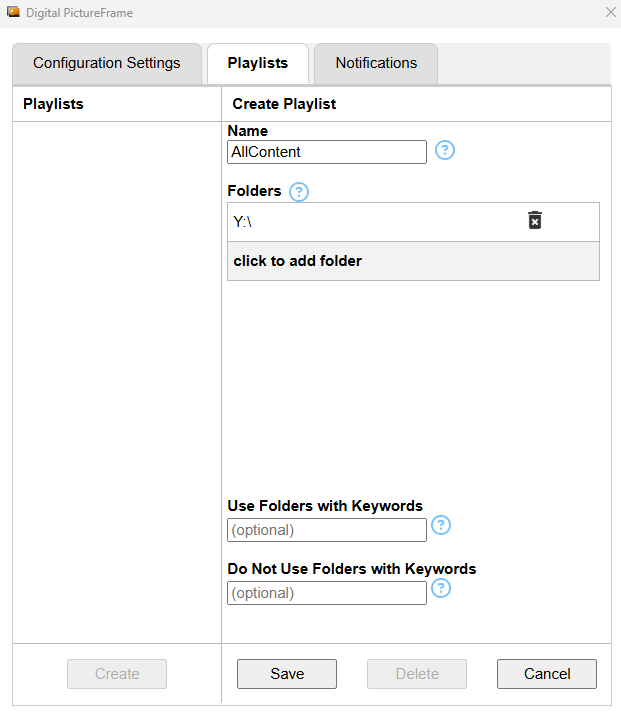 Digital PictureFrame
Configuration Settings
Playlists
Notifications
Playlists
Create Playlist
Name
AllContent
?
Folders ?
Y:\
click to add folder
Use Folders with Keywords
(optional)
?
Do Not Use Folders with Keywords
(optional)
?
Create
Save
Delete
Cancel